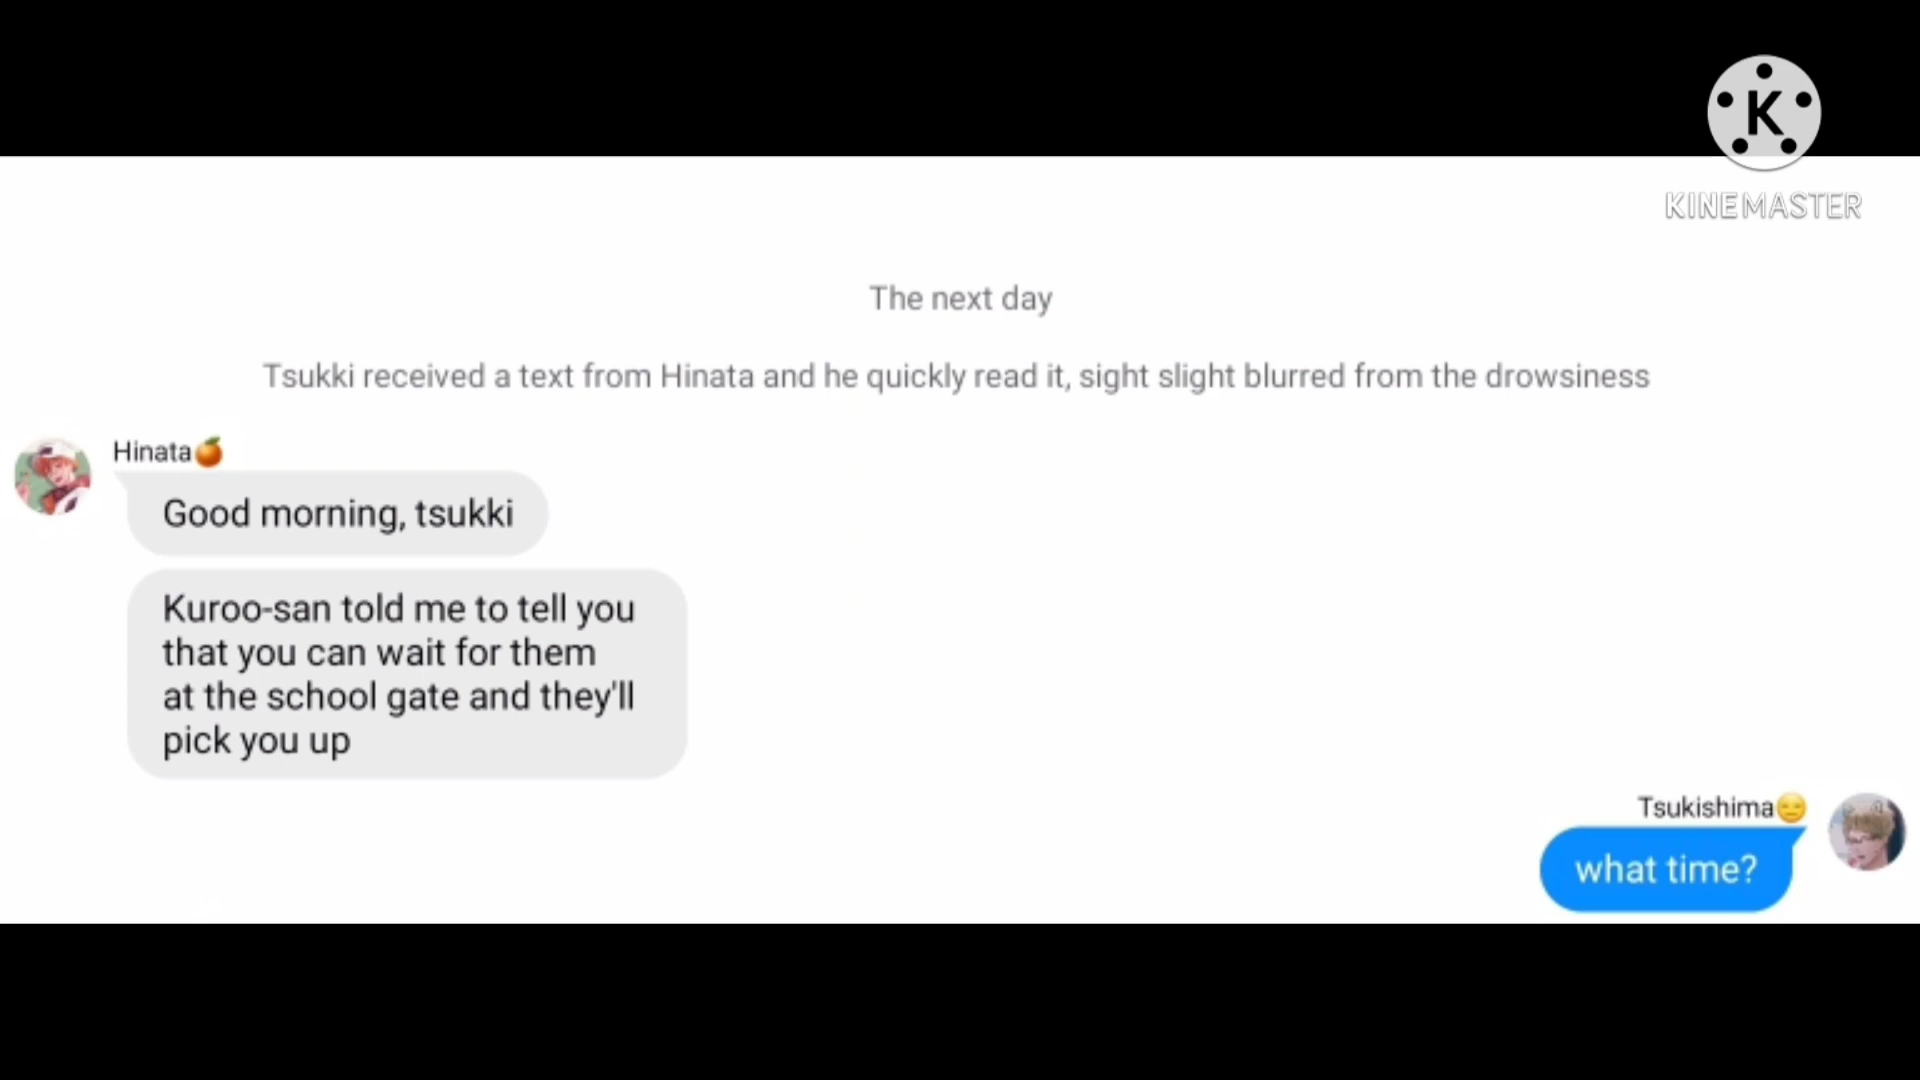 K
KINEMASTER
The next day
Tsukki received a text from Hinata and he quickly read it, sight slight blurred from the drowsiness
Hinata🍊
Good morning, tsukki
Kuroo-san told me to tell you
that you can wait for them
at the school gate and they'll
pick you up
Tsukishima😑
what time?